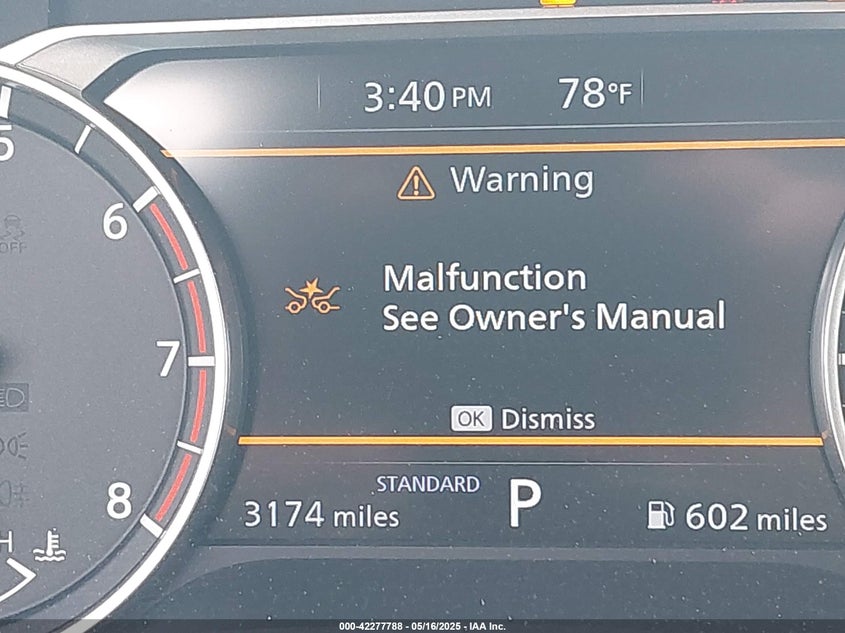 3:40 PM 78°F
5
Warning
6
OFF
Malfunction
See Owner's Manual
7
OK Dismiss
STANDARD
8
P
3174 miles
602 miles
H
000-42277788 - 05/16/2025 - IAA Inc.